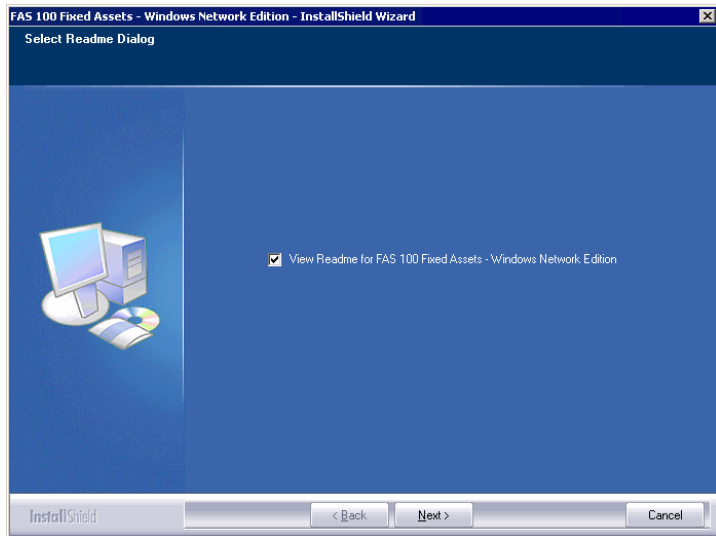 FAS 100 Fixed Assets - Windows Network Edition - InstallShield Wizard
Select Readme Dialog
View Readme for FAS 100 Fixed Assets - Windows Network Edition
InstallShield
< Back
Next >
Cancel